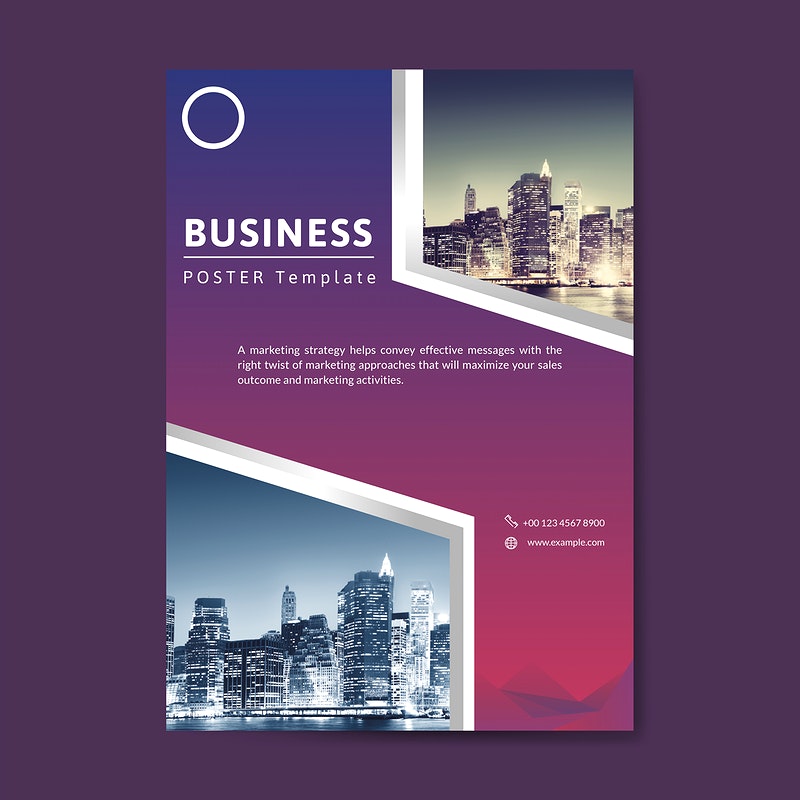 BUSINESS
POSTER Template
A marketing strategy helps convey effective messages with the
right twist of marketing approaches that will maximize your sales
outcome and marketing activities.
+00 123 4567 8900
www.example.com